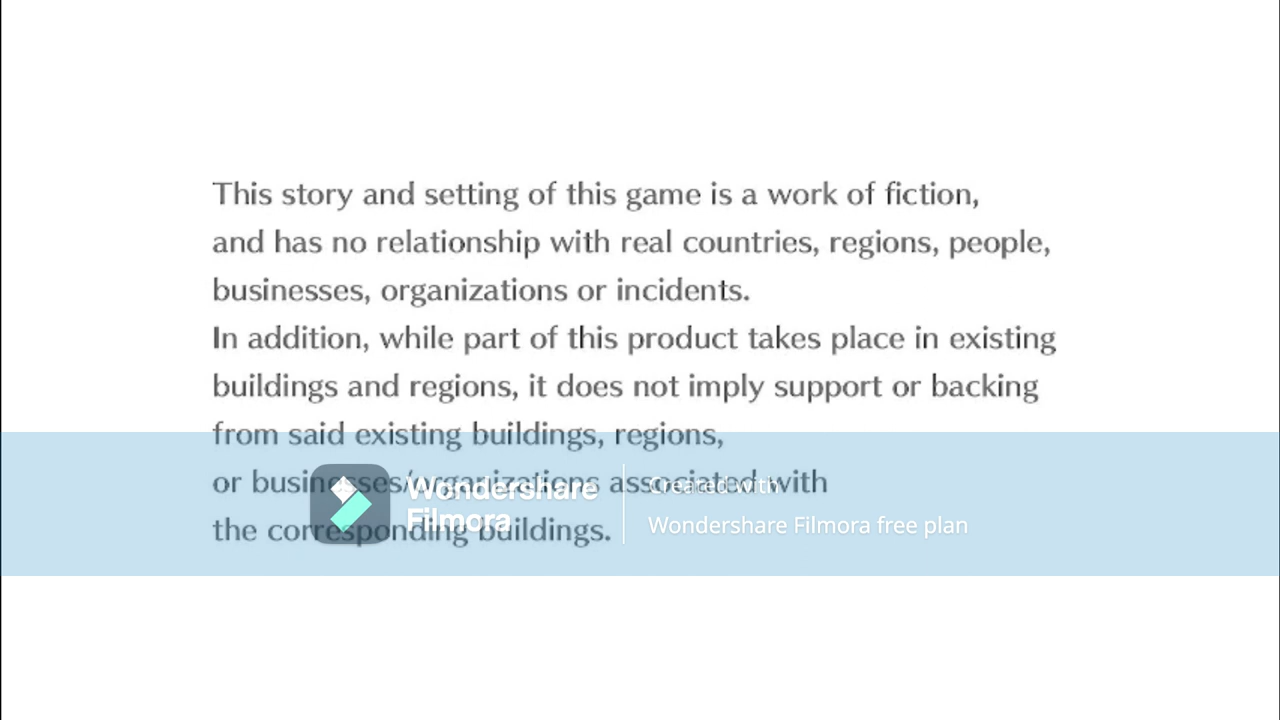 This story and setting of this game is a work of fiction,
and has no relationship with real countries, regions, people,
businesses, organizations or incidents.
In addition, while part of this product takes place in existing
buildings and regions, it does not imply support or backing
from said existing buildings, regions,
or businesses/organizations associated with
the corresponding buildings.
Wondershare
Filmora
Created with
Wondershare Filmora free plan